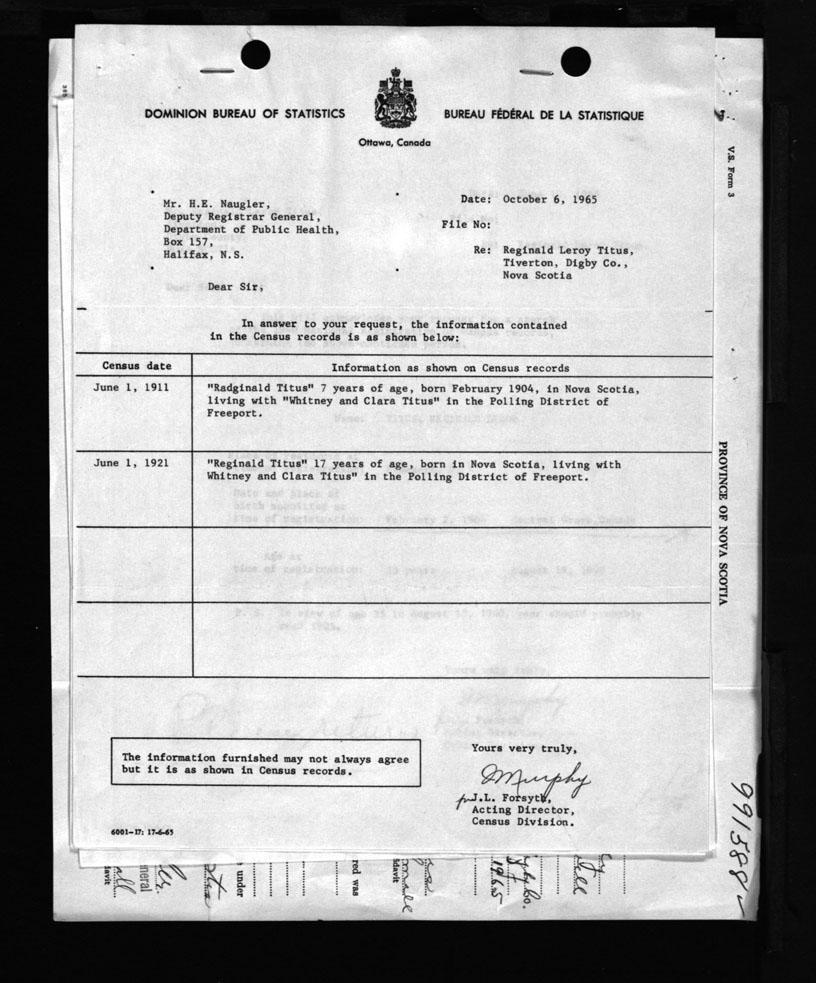 DOMINION BUREAU OF STATISTICS
BUREAU FÉDÉRAL DE LA STATISTIQUE
Ottawa, Canada
Mr. H.E. Naugler,
Deputy Registrar General,
Department of Public Health,
Box 157,
Halifax, N.S.
Date: October 6, 1965
File No:
Re: Reginald Leroy Titus,
Tiverton, Digby Co.,
Nova Scotia
Dear Sir,
In answer to your request, the information contained
in the Census records is as shown below:
Census date
Information as shown on Census records
June 1, 1911
"Radginald Titus" 7 years of age, born February 1904, in Nova Scotia,
living with "Whitney and Clara Titus" in the Polling District of
Freeport.
June 1, 1921
"Reginald Titus" 17 years of age, born in Nova Scotia, living with
Whitney and Clara Titus" in the Polling District of Freeport.
The information furnished may not always agree
but it is as shown in Census records.
Yours very truly,
Murphy
J.L. Forsyth,
Acting Director,
Census Division.
6001-17: 17-6-65
V.S. Form 3
PROVINCE OF NOVA SCOTIA
991588
under
red was
1965